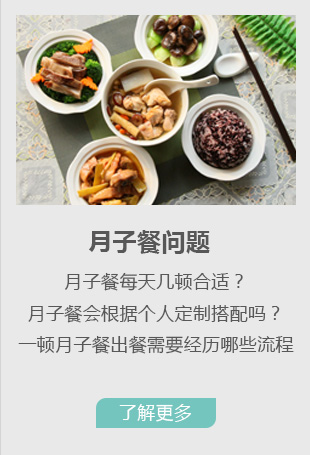 月子餐问题
月子餐每天几顿合适？
月子餐会根据个人定制搭配吗？
一顿月子餐出餐需要经历哪些流程
了解更多